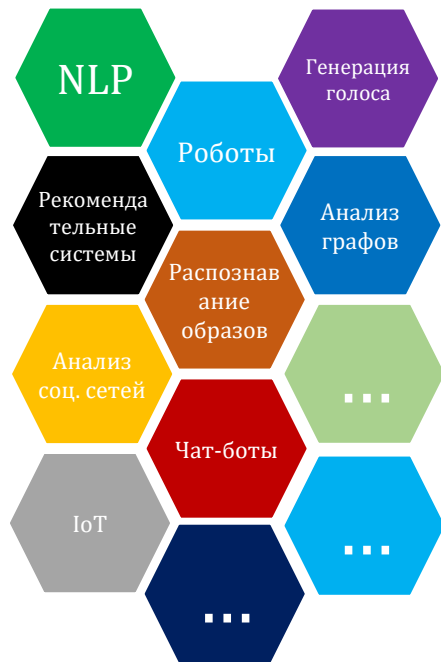 NLP
Генерация
голоса
Роботы
Рекоменда
тельные
системы
Анализ
графов
Распознав
ание
образов
Анализ
соц. сетей
...
Чат-боты
IoT
...
...